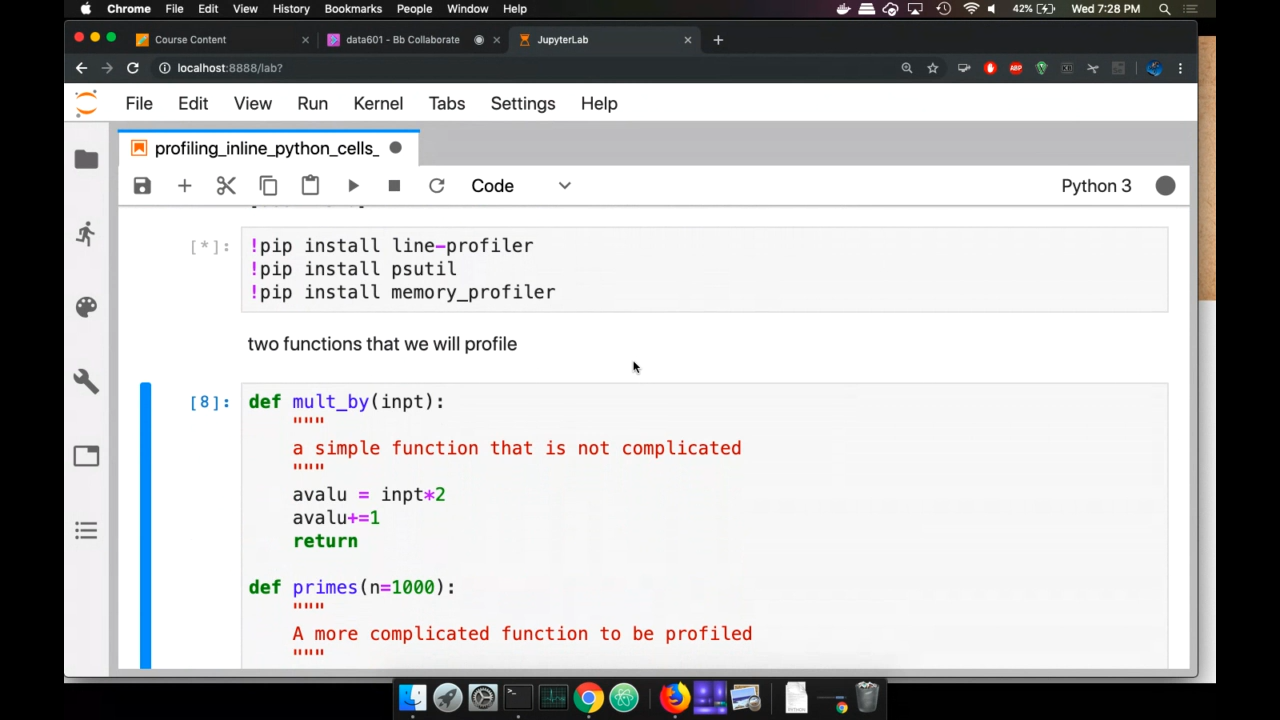 Chrome File Edit View History Bookmarks People Window Help 42% Wed 7:28 PM
Course Content data601 - Bb Collaborate JupyterLab
localhost:8888/lab?
ABP
File Edit View Run Kernel Tabs Settings Help
profiling_inline_python_cells_
Code Python 3
[*]: !pip install line-profiler
!pip install psutil
!pip install memory_profiler
two functions that we will profile
[8]: def mult_by(inpt):
"""
a simple function that is not complicated
"""
avalu = inpt*2
avalu+=1
return
def primes(n=1000):
"""
A more complicated function to be profiled
"""